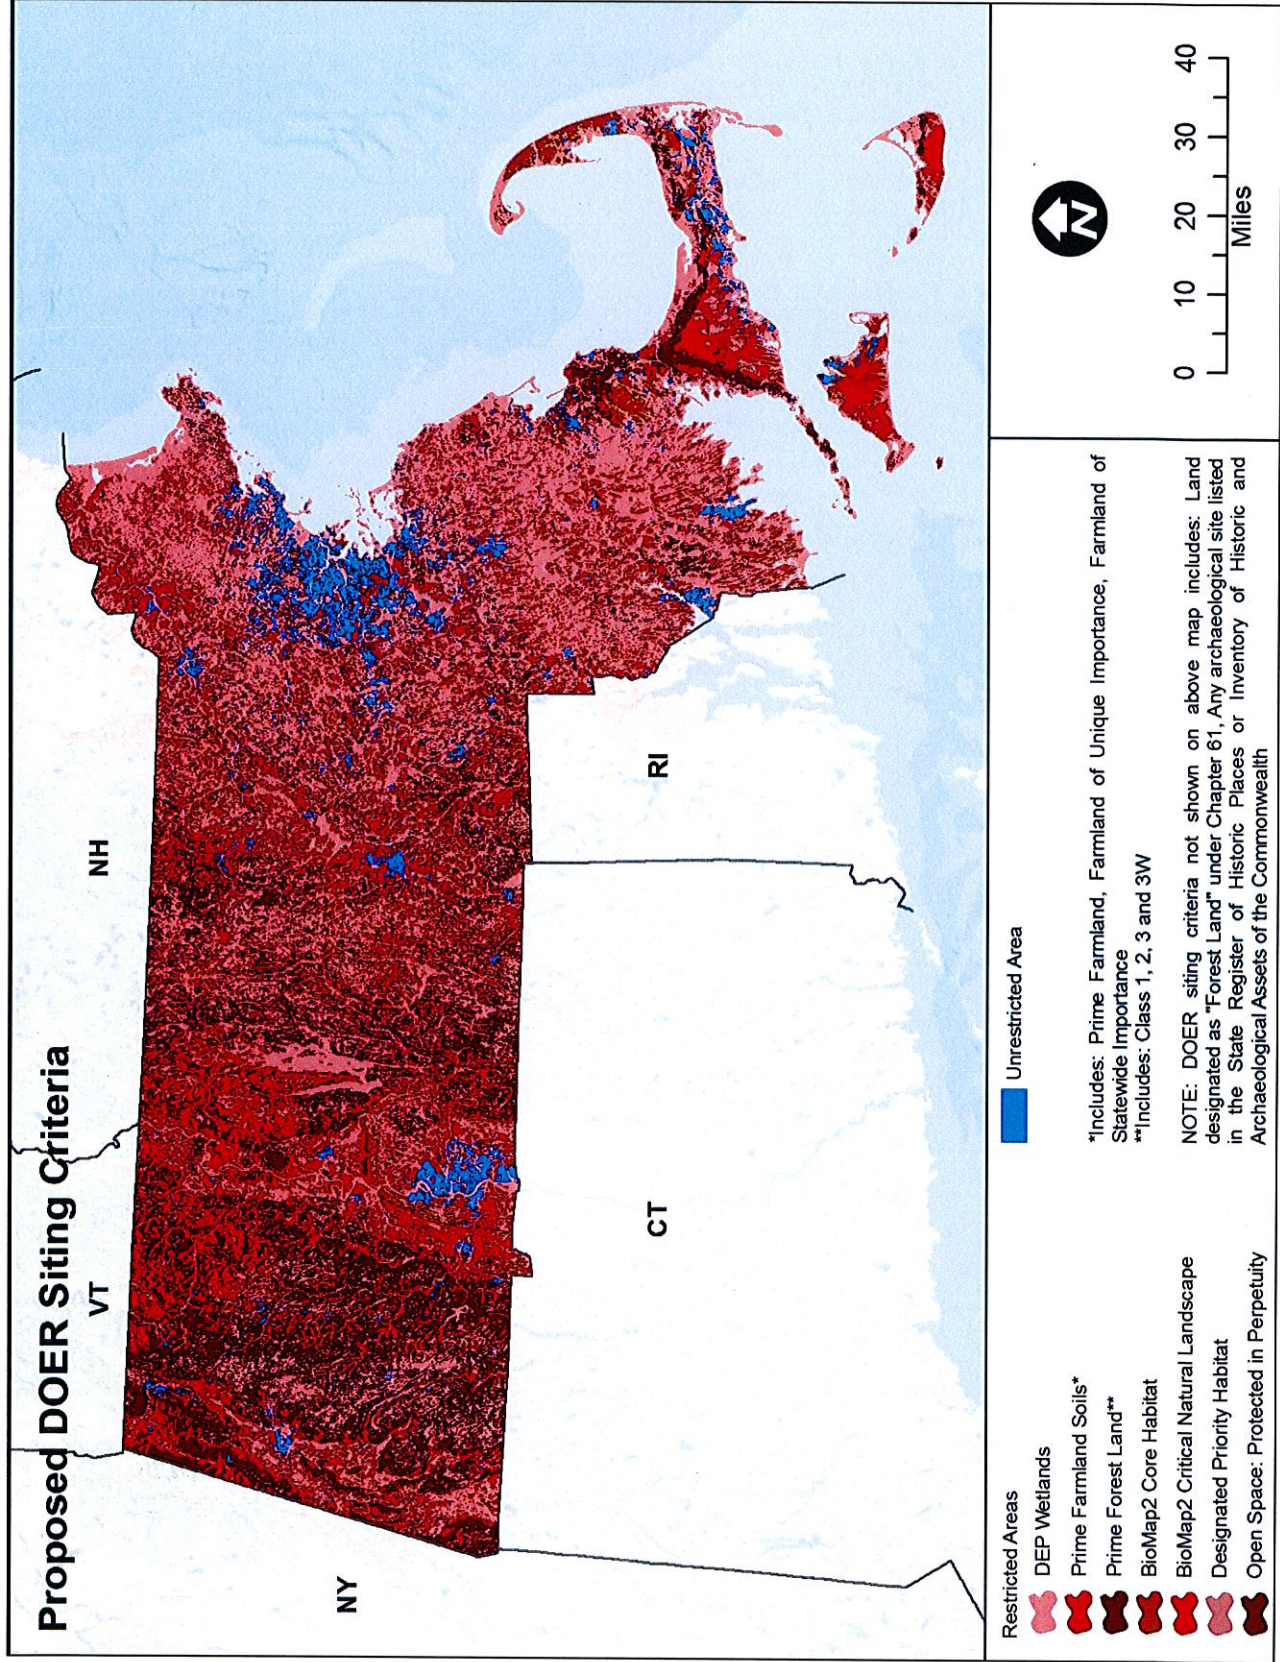 Proposed DOER Siting Criteria
VT
NH
NY
CT
RI
Restricted Areas
DEP Wetlands
Prime Farmland Soils*
Prime Forest Land**
BioMap2 Core Habitat
BioMap2 Critical Natural Landscape
Designated Priority Habitat
Open Space: Protected in Perpetuity
Unrestricted Area
*Includes: Prime Farmland, Farmland of Unique Importance, Farmland of
Statewide Importance
**Includes: Class 1, 2, 3 and 3W
NOTE: DOER siting criteria not shown on above map includes: Land
designated as "Forest Land" under Chapter 61, Any archaeological site listed
in the State Register of Historic Places or Inventory of Historic and
Archaeological Assets of the Commonwealth
N
0 10 20 30 40
Miles